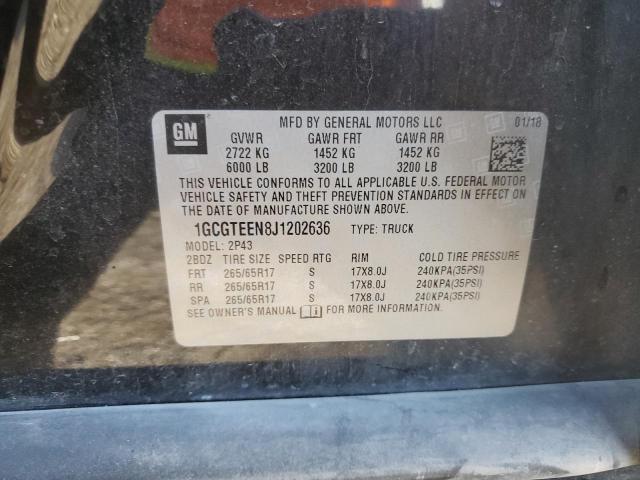 MFD BY GENERAL MOTORS LLC 01/18
GM
GVWR GAWR FRT GAWR RR
2722 KG 1452 KG 1452 KG
6000 LB 3200 LB 3200 LB
THIS VEHICLE CONFORMS TO ALL APPLICABLE U.S. FEDERAL MOTOR
VEHICLE SAFETY AND THEFT PREVENTION STANDARDS IN EFFECT ON
THE DATE OF MANUFACTURE SHOWN ABOVE.
1GCGTEEN8J1202636 TYPE: TRUCK
MODEL: 2P43
2BDZ TIRE SIZE SPEED RTG RIM COLD TIRE PRESSURE
FRT 265/65R17 S 17X8.0J 240KPA(35PSI)
RR 265/65R17 S 17X8.0J 240KPA(35PSI)
SPA 265/65R17 S 17X8.0J 240KPA(35PSI)
SEE OWNER'S MANUAL FOR MORE INFORMATION.